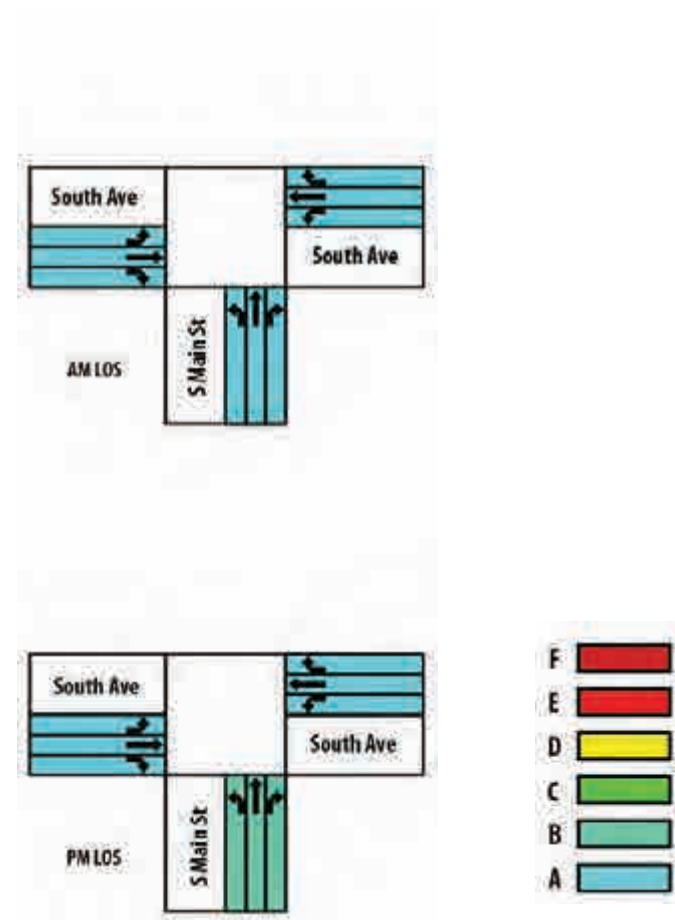 South Ave
South Ave
S Main St
AM LOS
South Ave
South Ave
S Main St
PM LOS
F
E
D
C
B
A